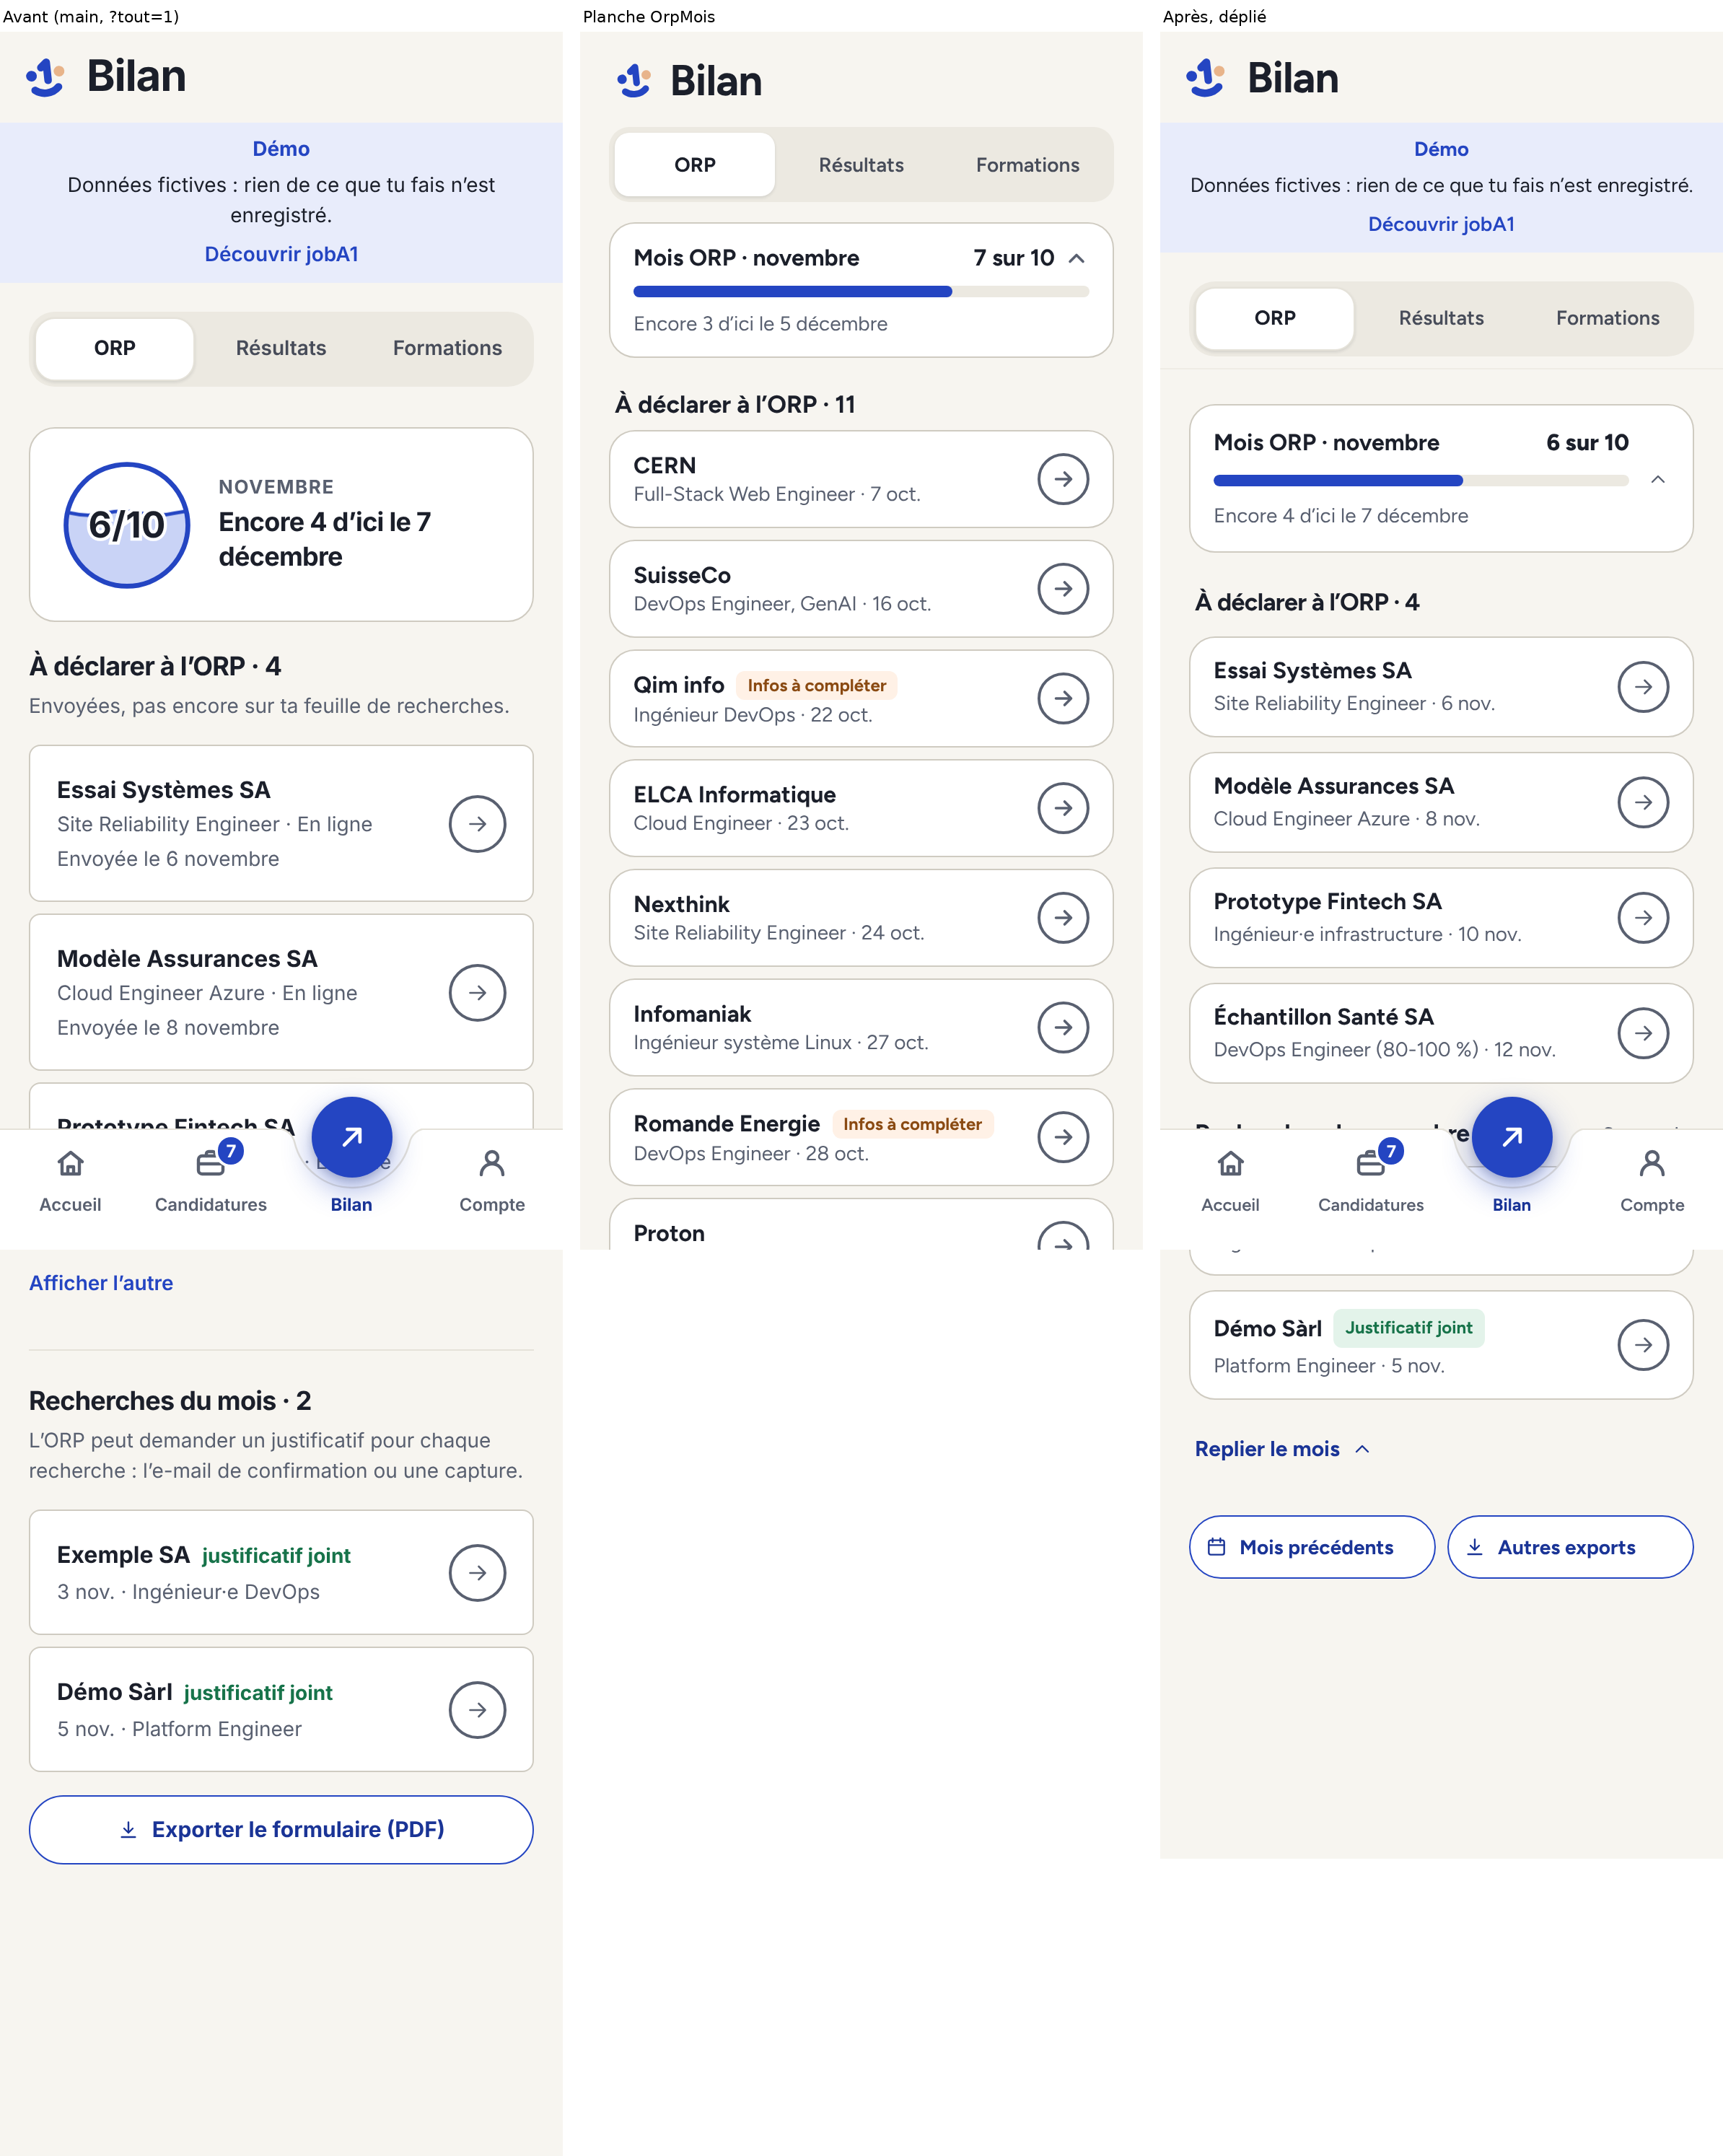 Avant (main, ?tout=1)
Bilan
Démo
Données fictives : rien de ce que tu fais n’est
enregistré.
Découvrir jobA1
ORP
Résultats
Formations
6/10
NOVEMBRE
Encore 4 d’ici le 7
décembre
À déclarer à l’ORP · 4
Envoyées, pas encore sur ta feuille de recherches.
Essai Systèmes SA
Site Reliability Engineer · En ligne
Envoyée le 6 novembre
Modèle Assurances SA
Cloud Engineer Azure · En ligne
Envoyée le 8 novembre
Prototype Fintech SA
7
Accueil
Candidatures
Bilan
Compte
Afficher l’autre
Recherches du mois · 2
L’ORP peut demander un justificatif pour chaque
recherche : l’e-mail de confirmation ou une capture.
Exemple SA justificatif joint
3 nov. · Ingénieur·e DevOps
Démo Sàrl justificatif joint
5 nov. · Platform Engineer
Exporter le formulaire (PDF)
Planche OrpMois
Bilan
ORP
Résultats
Formations
Mois ORP · novembre
7 sur 10
Encore 3 d’ici le 5 décembre
À déclarer à l’ORP · 11
CERN
Full-Stack Web Engineer · 7 oct.
SuisseCo
DevOps Engineer, GenAI · 16 oct.
Qim info Infos à compléter
Ingénieur DevOps · 22 oct.
ELCA Informatique
Cloud Engineer · 23 oct.
Nexthink
Site Reliability Engineer · 24 oct.
Infomaniak
Ingénieur système Linux · 27 oct.
Romande Energie Infos à compléter
DevOps Engineer · 28 oct.
Proton
Après, déplié
Bilan
Démo
Données fictives : rien de ce que tu fais n’est enregistré.
Découvrir jobA1
ORP
Résultats
Formations
Mois ORP · novembre
6 sur 10
Encore 4 d’ici le 7 décembre
À déclarer à l’ORP · 4
Essai Systèmes SA
Site Reliability Engineer · 6 nov.
Modèle Assurances SA
Cloud Engineer Azure · 8 nov.
Prototype Fintech SA
Ingénieur·e infrastructure · 10 nov.
Échantillon Santé SA
DevOps Engineer (80-100 %) · 12 nov.
7
Accueil
Candidatures
Bilan
Compte
Démo Sàrl Justificatif joint
Platform Engineer · 5 nov.
Replier le mois
Mois précédents
Autres exports